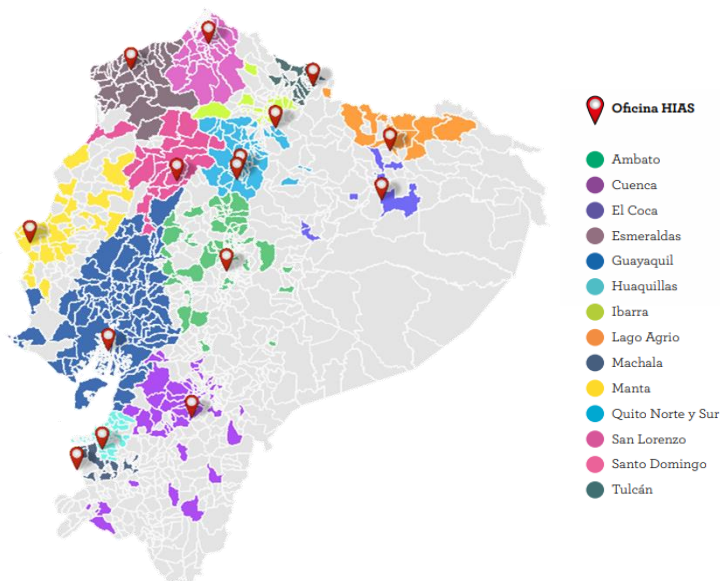 Oficina HIAS
Ambato
Cuenca
El Coca
Esmeraldas
Guayaquil
Huaquillas
Ibarra
Lago Agrio
Machala
Manta
Quito Norte y Sur
San Lorenzo
Santo Domingo
Tulcán